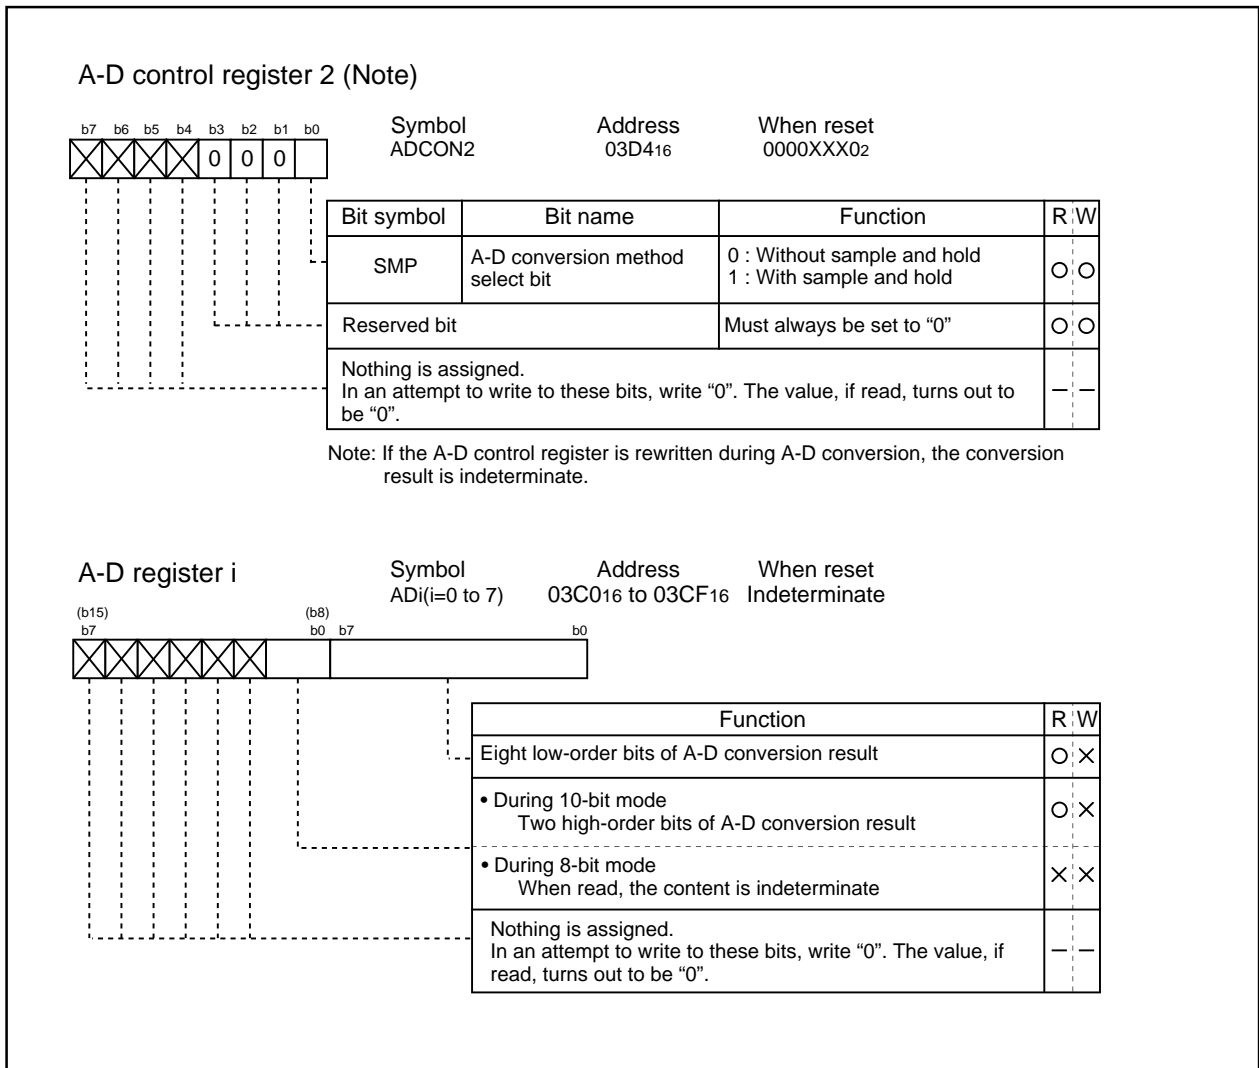 A-D control register 2 (Note)
b7 b6 b5 b4 b3 b2 b1 b0
Symbol Address When reset
ADCON2 03D416 0000XXX02
0 0 0
Bit symbol Bit name Function R W
SMP A-D conversion method select bit 0 : Without sample and hold
1 : With sample and hold
Reserved bit Must always be set to “0”
Nothing is assigned.
In an attempt to write to these bits, write “0”. The value, if read, turns out to
be “0”.
Note: If the A-D control register is rewritten during A-D conversion, the conversion
result is indeterminate.
A-D register i
Symbol Address When reset
ADi(i=0 to 7) 03C016 to 03CF16 Indeterminate
(b15) (b8)
b7 b0 b7 b0
Function R W
Eight low-order bits of A-D conversion result
• During 10-bit mode
Two high-order bits of A-D conversion result
• During 8-bit mode
When read, the content is indeterminate
Nothing is assigned.
In an attempt to write to these bits, write “0”. The value, if
read, turns out to be “0”.